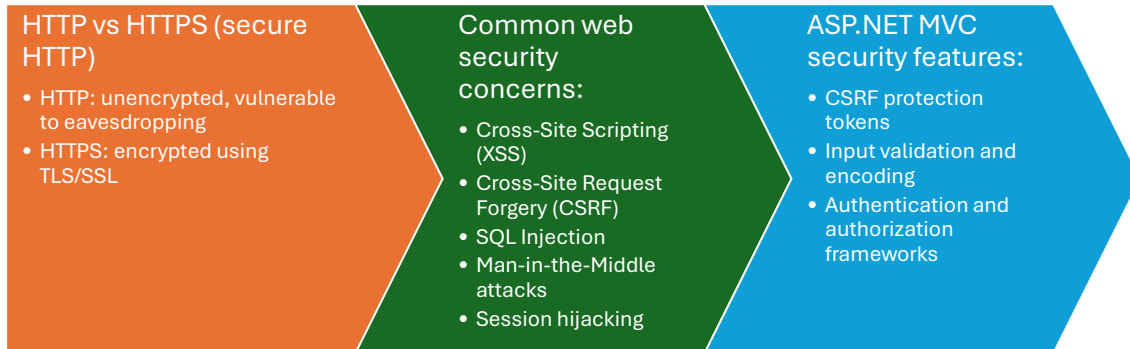 HTTP vs HTTPS (secure
HTTP)
• HTTP: unencrypted, vulnerable
to eavesdropping
• HTTPS: encrypted using
TLS/SSL
Common web
security
concerns:
• Cross-Site Scripting
(XSS)
• Cross-Site Request
Forgery (CSRF)
• SQL Injection
• Man-in-the-Middle
attacks
• Session hijacking
ASP.NET MVC
security features:
• CSRF protection
tokens
• Input validation and
encoding
• Authentication and
authorization
frameworks